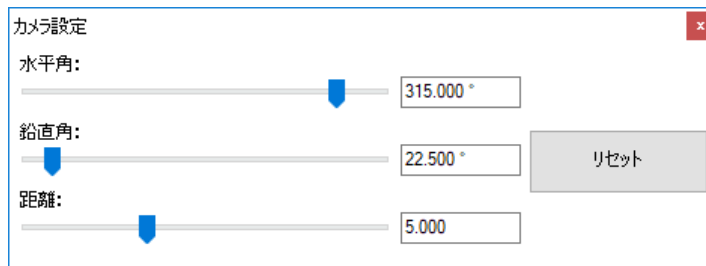 カメラ設定
x
水平角:
315.000 °
鉛直角:
22.500 °
リセット
距離:
5.000